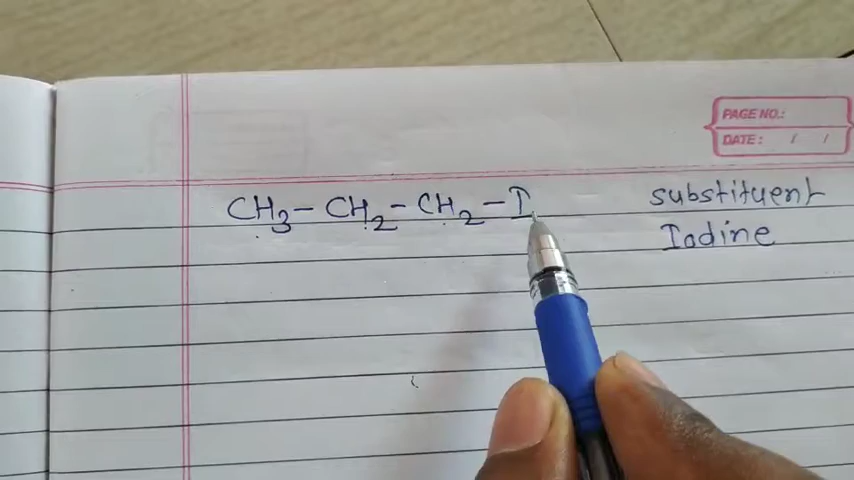 PAGE NO.:
DATE: / /
CH3-CH2-CH2-I
substituent
Iodine